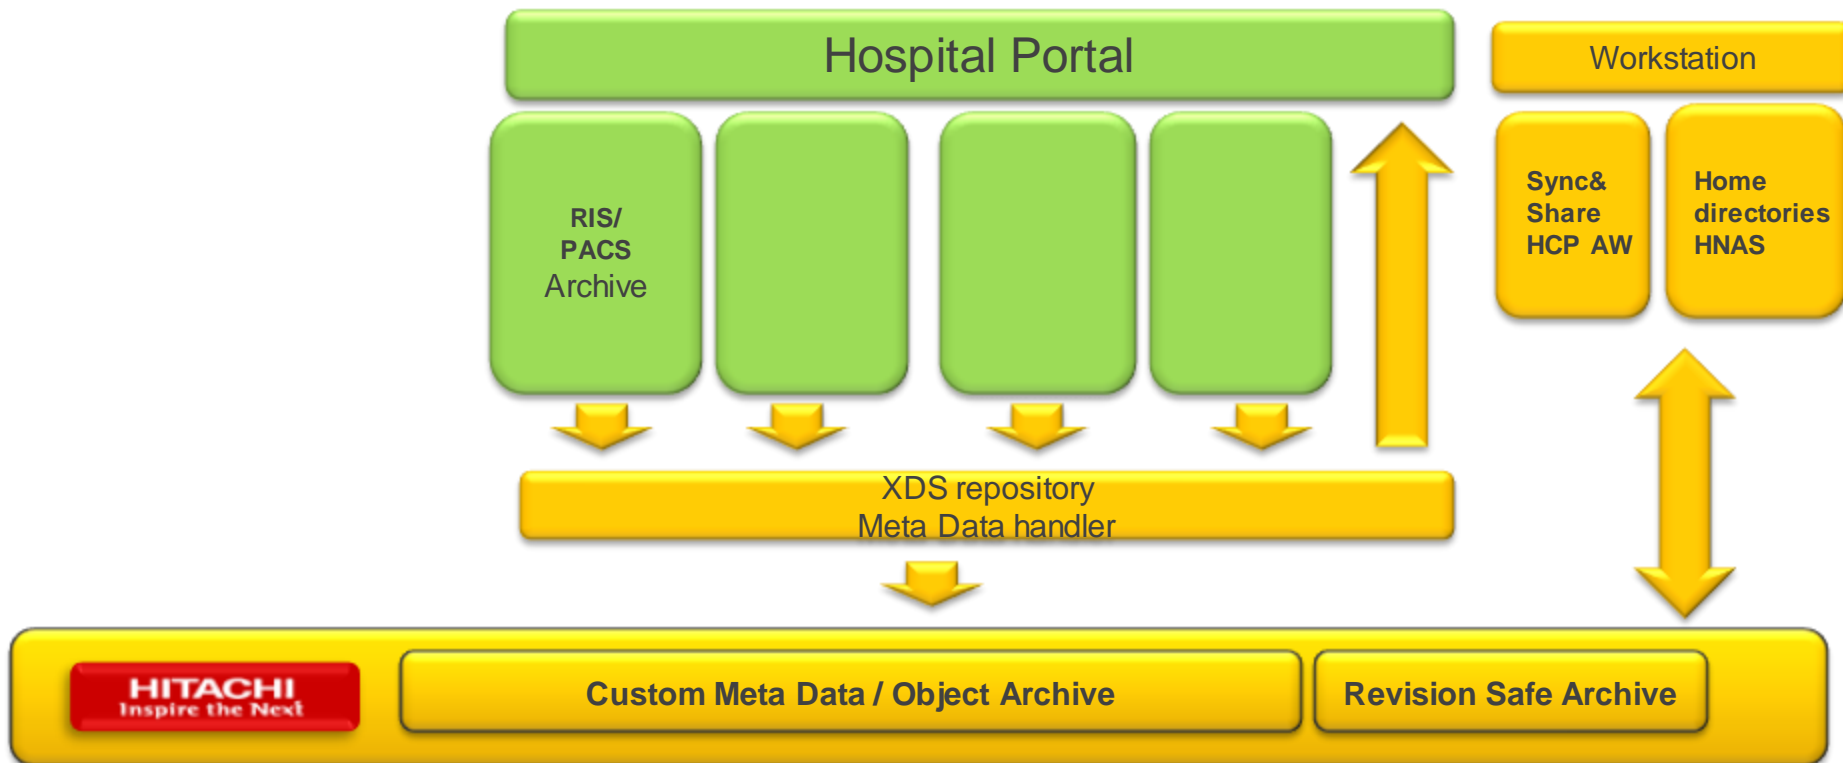 Hospital Portal
Workstation
RIS/
PACS
Archive
Sync&
Share
HCP AW
Home
directories
HNAS
XDS repository
Meta Data handler
HITACHI
Inspire the Next
Custom Meta Data / Object Archive
Revision Safe Archive